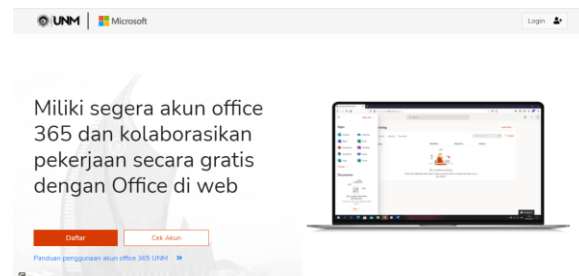 UNM Microsoft
Login
Miliki segera akun office
365 dan kolaborasikan
pekerjaan secara gratis
dengan Office di web
Daftar
Cek Akun
Panduan penggunaan akun office 365 UNM »